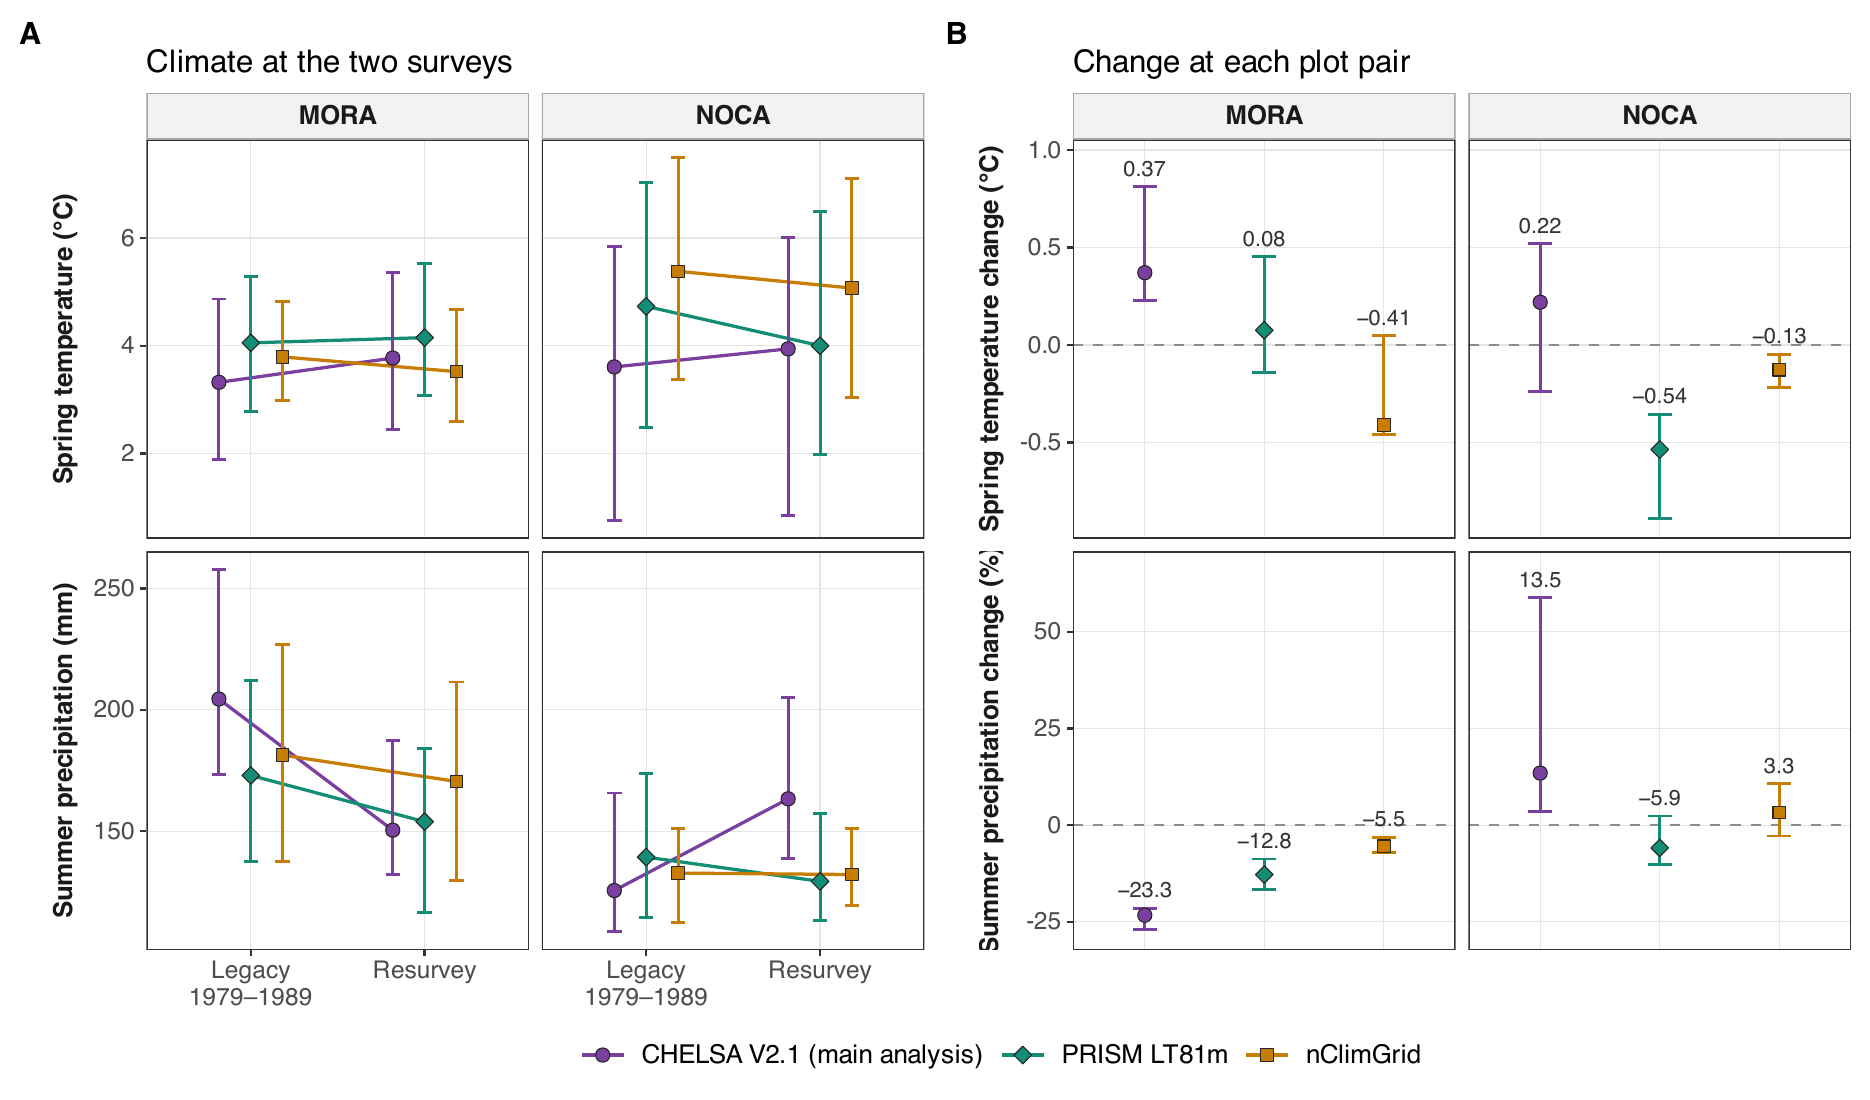 A
Climate at the two surveys
MORA
NOCA
Spring temperature (°C)
6
4
2
Summer precipitation (mm)
250
200
150
Legacy
1979–1989
Resurvey
Legacy
1979–1989
Resurvey
B
Change at each plot pair
MORA
NOCA
Spring temperature change (°C)
1.0
0.5
0.0
-0.5
0.37
0.08
−0.41
0.22
−0.54
−0.13
Summer precipitation change (%)
50
25
0
-25
−23.3
−12.8
−5.5
13.5
−5.9
3.3
CHELSA V2.1 (main analysis)
PRISM LT81m
nClimGrid